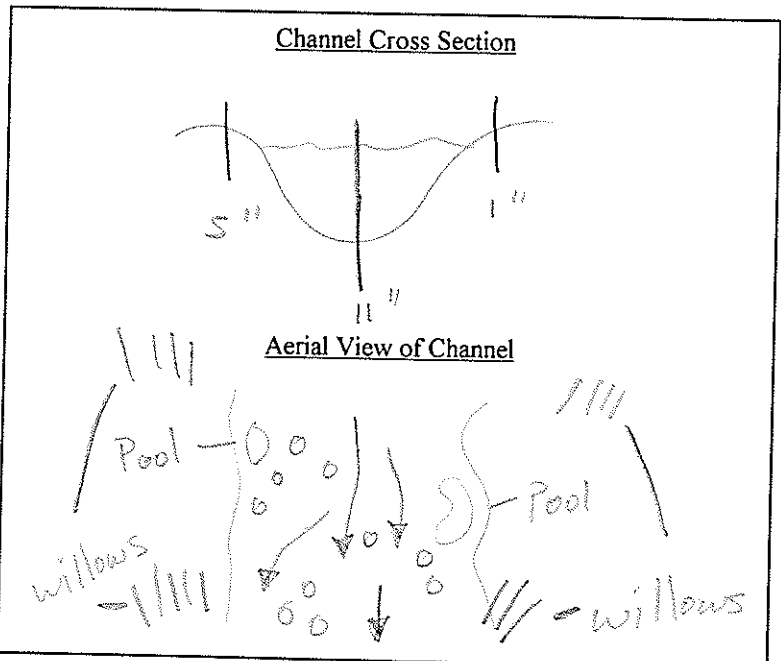 Channel Cross Section
5" 1"
11"
Aerial View of Channel
Pool Pool
willows willows